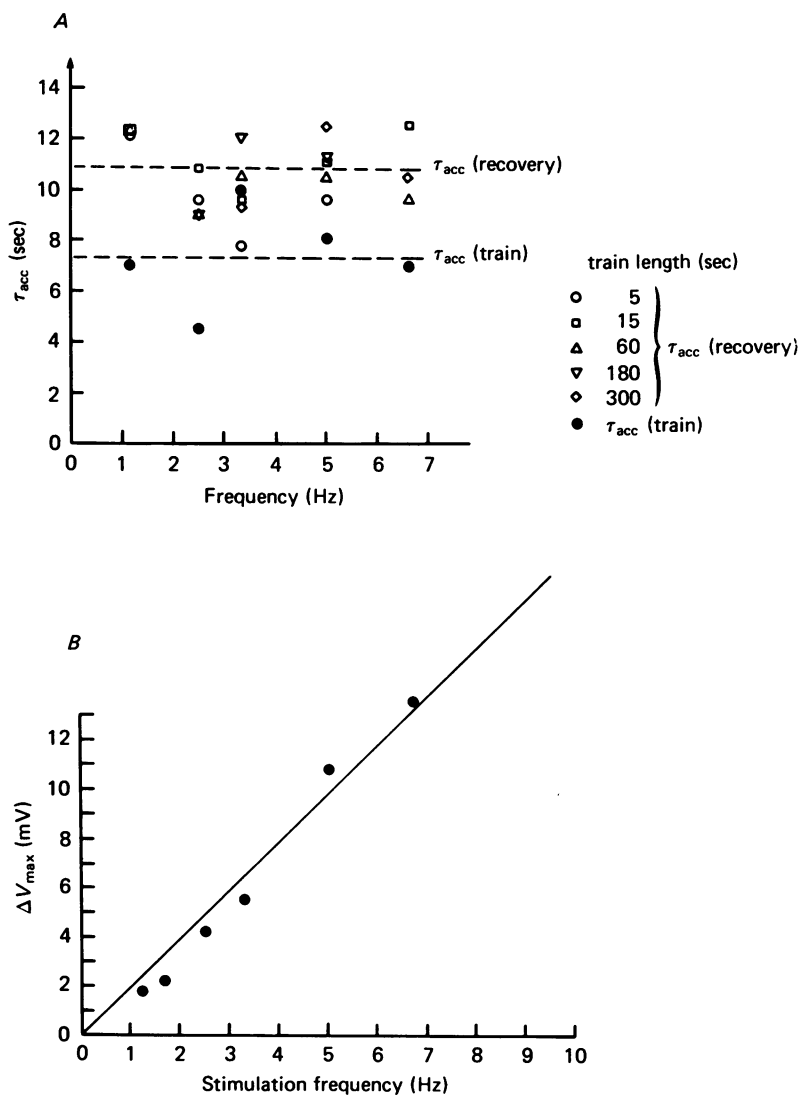 A
14
12
10
8
6
4
2
0
τacc (sec)
τacc (recovery)
τacc (train)
0 1 2 3 4 5 6 7
Frequency (Hz)
train length (sec)
5
15
60
180
300
τacc (recovery)
τacc (train)
B
12
10
8
6
4
2
0
ΔVmax (mV)
0 1 2 3 4 5 6 7 8 9 10
Stimulation frequency (Hz)